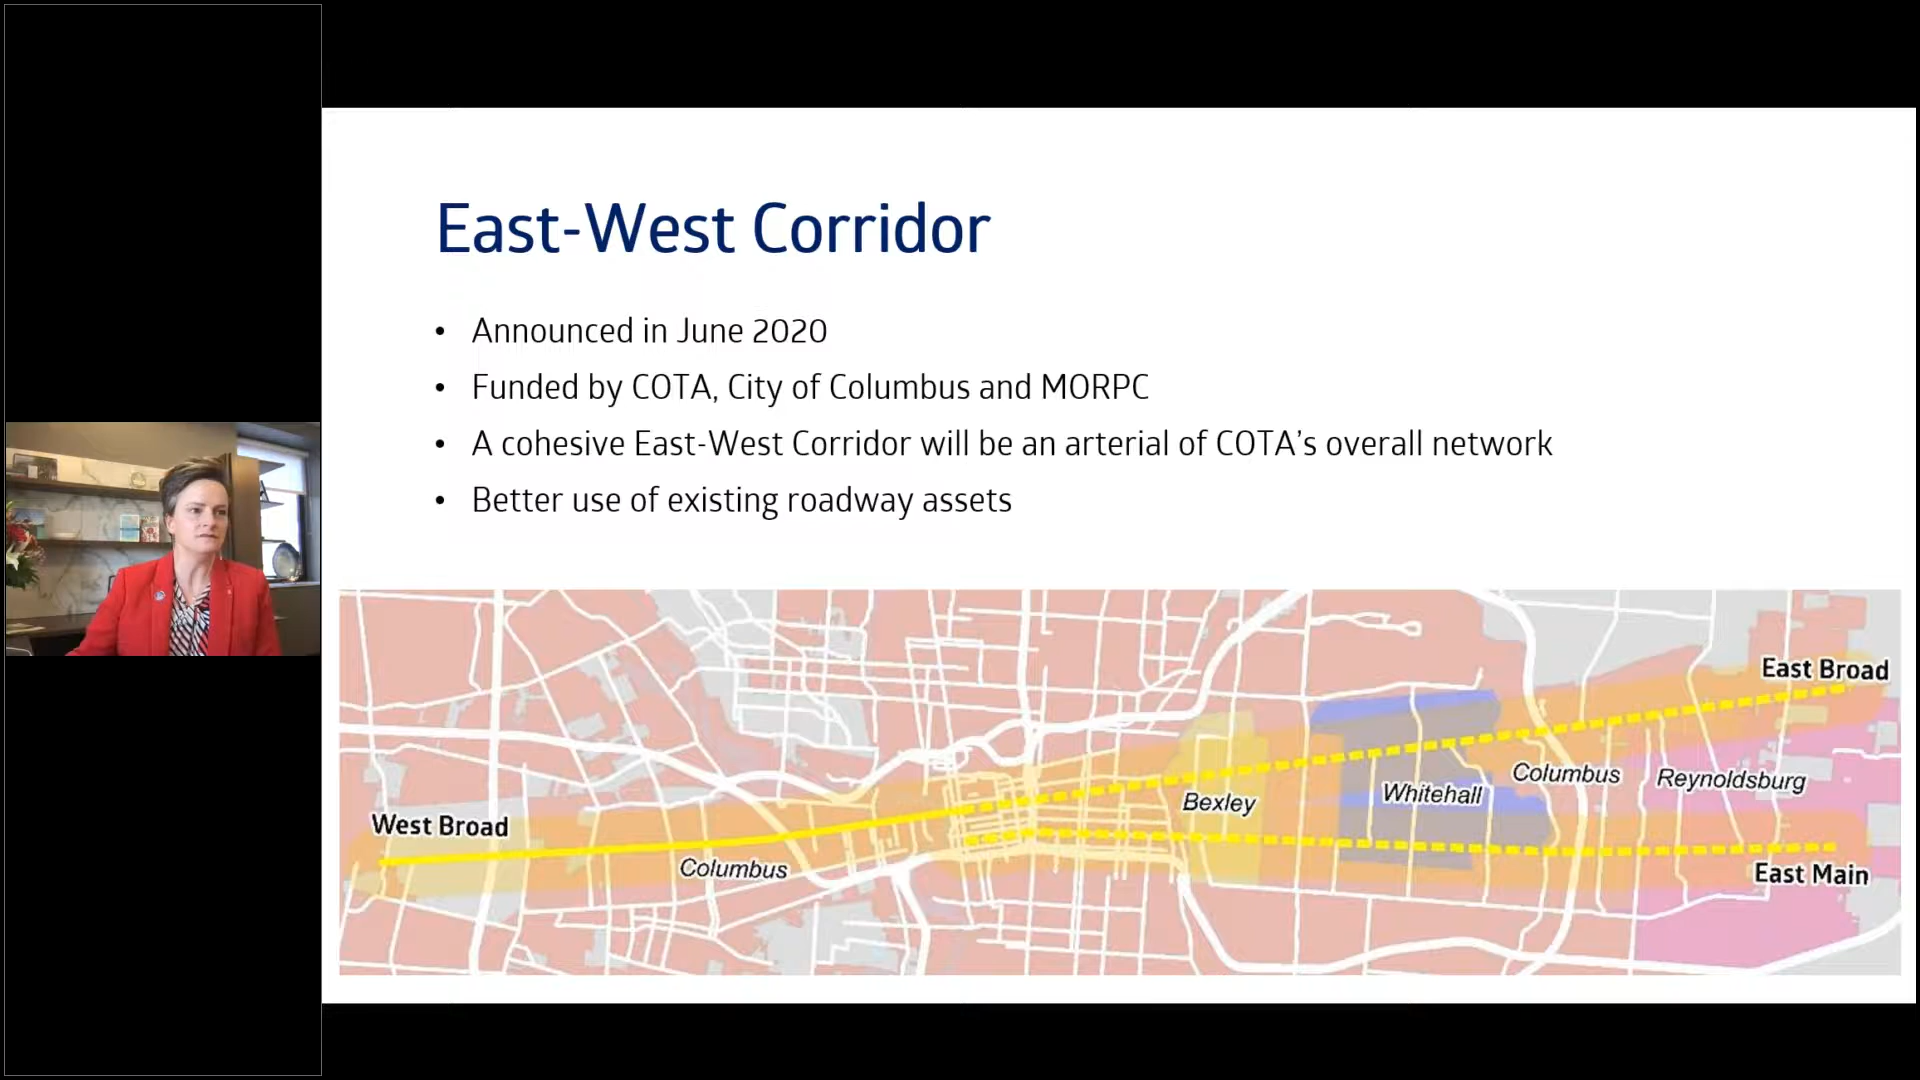 East-West Corridor
• Announced in June 2020
• Funded by COTA, City of Columbus and MORPC
• A cohesive East-West Corridor will be an arterial of COTA's overall network
• Better use of existing roadway assets
East Broad
Columbus
Reynoldsburg
Whitehall
Bexley
West Broad
Columbus
East Main